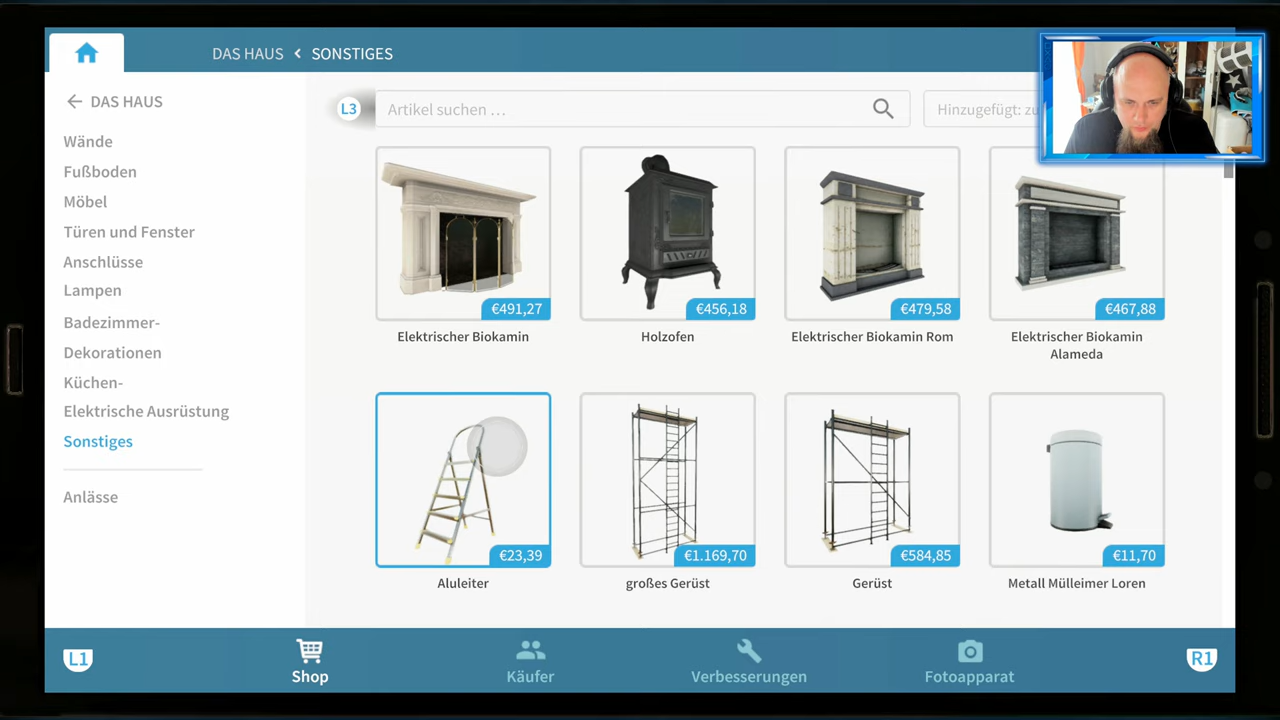 DAS HAUS < SONSTIGES
DAS HAUS
Wände
Fußboden
Möbel
Türen und Fenster
Anschlüsse
Lampen
Badezimmer-
Dekorationen
Küchen-
Elektrische Ausrüstung
Sonstiges
Anlässe
L3
Artikel suchen …
Hinzugefügt: zu
€491,27
€456,18
€479,58
€467,88
Elektrischer Biokamin
Holzofen
Elektrischer Biokamin Rom
Elektrischer Biokamin
Alameda
€23,39
€1.169,70
€584,85
€11,70
Aluleiter
großes Gerüst
Gerüst
Metall Mülleimer Loren
L1
Shop
Käufer
Verbesserungen
Fotoapparat
R1